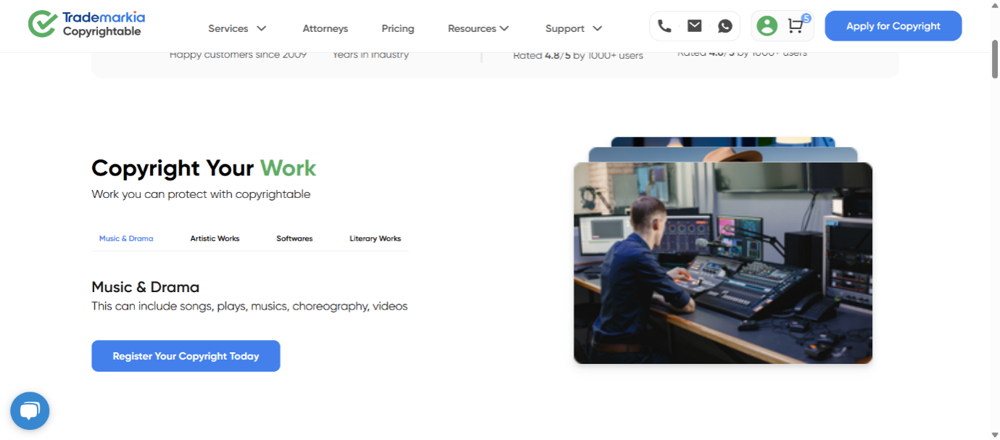 Trademarkia
Copyrightable
Services
Attorneys
Pricing
Resources
Support
5
Apply for Copyright
Happy customers since 2009
Years in Industry
Rated 4.8/5 by 1000+ users
Rated 4.6/5 by 1000+ users
Copyright Your Work
Work you can protect with copyrightable
Music & Drama
Artistic Works
Softwares
Literary Works
Music & Drama
This can include songs, plays, musics, choreography, videos
Register Your Copyright Today